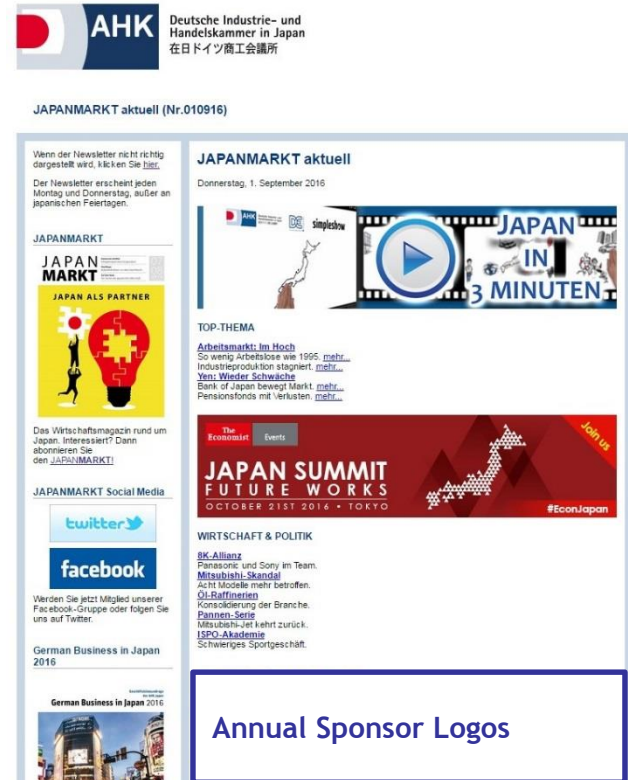 AHK
Deutsche Industrie- und
Handelskammer in Japan
在日ドイツ商工会議所
JAPANMARKT aktuell (Nr.010916)
Wenn der Newsletter nicht richtig
dargestellt wird, klicken Sie hier.
Der Newsletter erscheint jeden
Montag und Donnerstag, außer an
japanischen Feiertagen.
JAPANMARKT
JAPAN
MARKT
JAPAN ALS PARTNER
Das Wirtschaftsmagazin rund um
Japan. Interessiert? Dann
abonnieren Sie
den JAPANMARKT!
JAPANMARKT Social Media
twitter
facebook
Werden Sie jetzt Mitglied unserer
Facebook-Gruppe oder folgen Sie
uns auf Twitter.
German Business in Japan
2016
German Business in Japan 2016
JAPANMARKT aktuell
Donnerstag, 1. September 2016
AHK
simpleshow
JAPAN
IN
3 MINUTEN
TOP-THEMA
Arbeitsmarkt: Im Hoch
So wenig Arbeitslose wie 1995. mehr...
Industrieproduktion stagniert. mehr...
Yen: Wieder Schwäche
Bank of Japan bewegt Markt. mehr...
Pensionsfonds mit Verlusten. mehr...
The
Economist
Events
Join us
JAPAN SUMMIT
FUTURE WORKS
OCTOBER 21ST 2016 • TOKYO
#EconJapan
WIRTSCHAFT & POLITIK
8K-Allianz
Panasonic und Sony im Team.
Mitsubishi-Skandal
Acht Modelle mehr betroffen.
Öl-Raffinerien
Konsolidierung der Branche.
Pannen-Serie
Mitsubishi-Jet kehrt zurück.
ISPO-Akademie
Schwieriges Sportgeschäft.
Annual Sponsor Logos